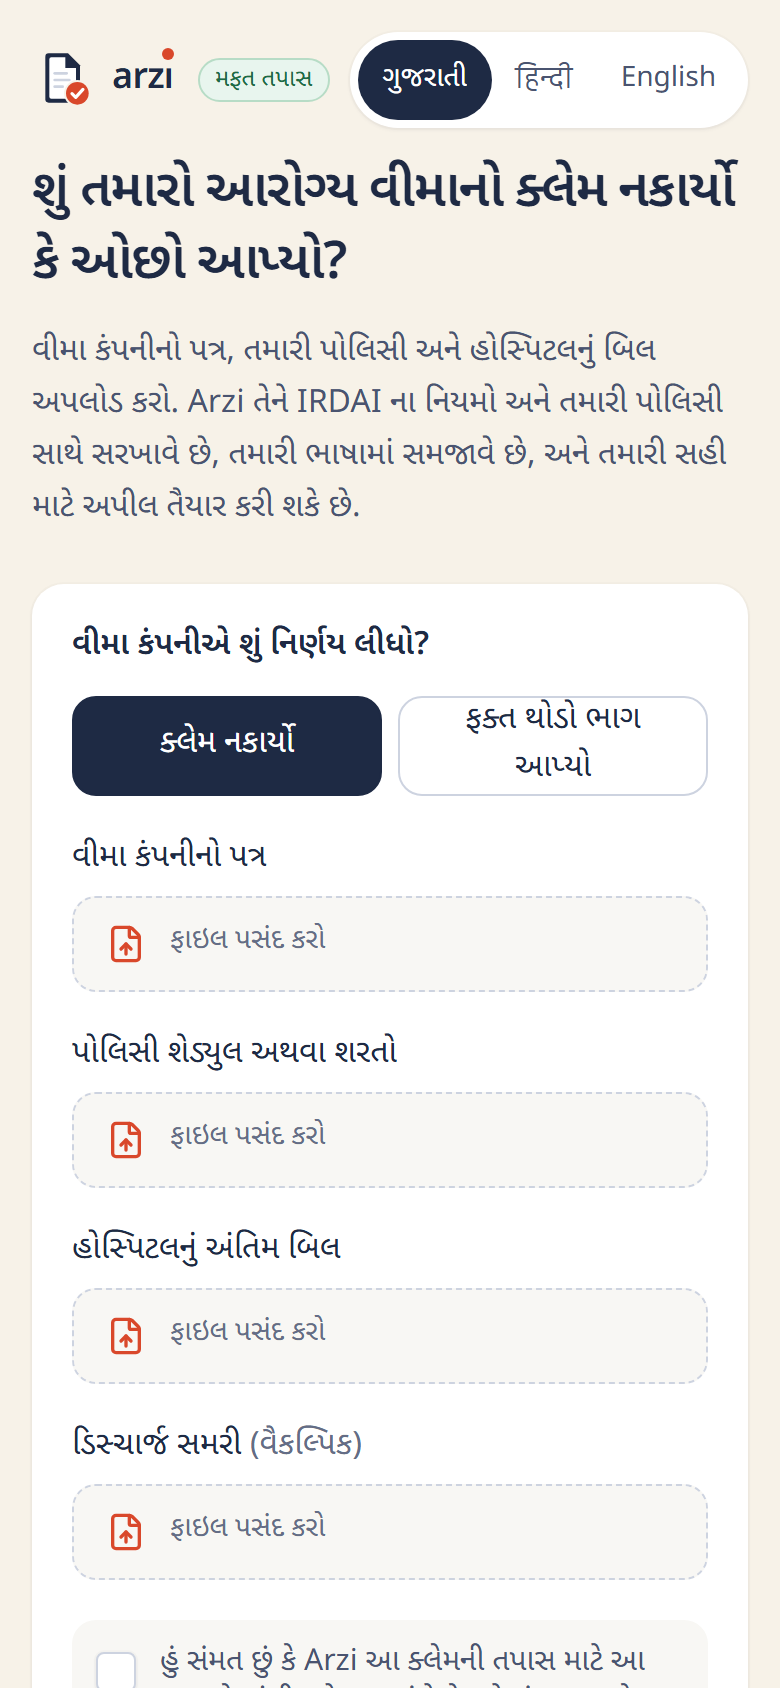 arzi
મફત તપાસ
ગુજરાતી
हिन्दी
English
શું તમારો આરોગ્ય વીમાનો ક્લેમ નકાર્યો
કે ઓછો આપ્યો?
વીમા કંપનીનો પત્ર, તમારી પોલિસી અને હોસ્પિટલનું બિલ
અપલોડ કરો. Arzi તેને IRDAI ના નિયમો અને તમારી પોલિસી
સાથે સરખાવે છે, તમારી ભાષામાં સમજાવે છે, અને તમારી સહી
માટે અપીલ તૈયાર કરી શકે છે.
વીમા કંપનીએ શું નિર્ણય લીધો?
ક્લેમ નકાર્યો
ફક્ત થોડો ભાગ
આપ્યો
વીમા કંપનીનો પત્ર
ફાઇલ પસંદ કરો
પોલિસી શેડ્યુલ અથવા શરતો
ફાઇલ પસંદ કરો
હોસ્પિટલનું અંતિમ બિલ
ફાઇલ પસંદ કરો
ડિસ્ચાર્જ સમરી (વૈકલ્પિક)
ફાઇલ પસંદ કરો
હું સંમત છું કે Arzi આ ક્લેમની તપાસ માટે આ